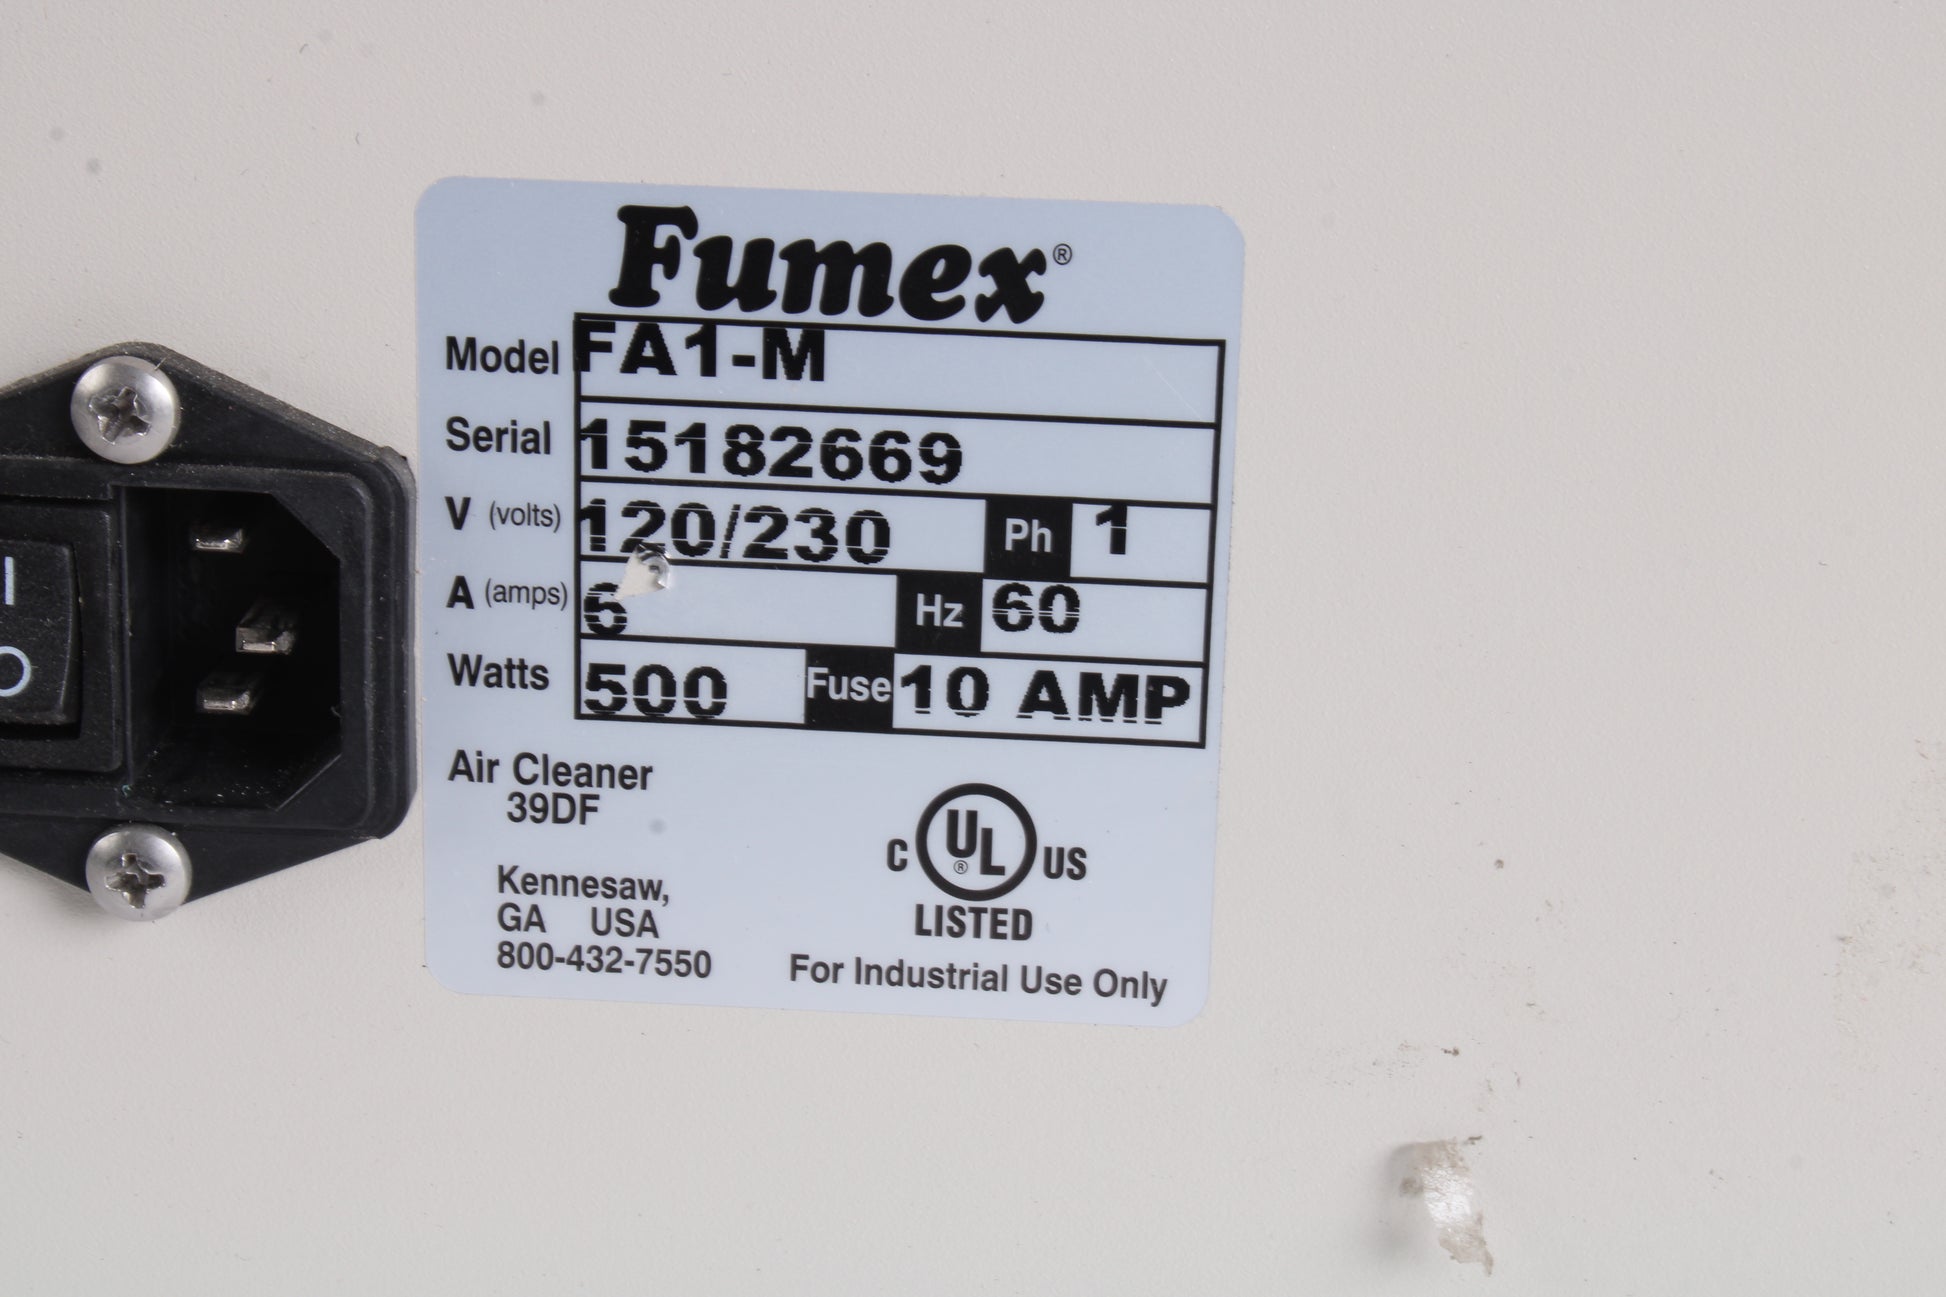 Fumex®
Model FA1-M
Serial 15182669
V (volts) 120/230 Ph 1
A (amps) 6 Hz 60
Watts 500 Fuse 10 AMP
Air Cleaner
39DF
C UL® US
LISTED
Kennesaw,
GA USA
800-432-7550
For Industrial Use Only
I
O